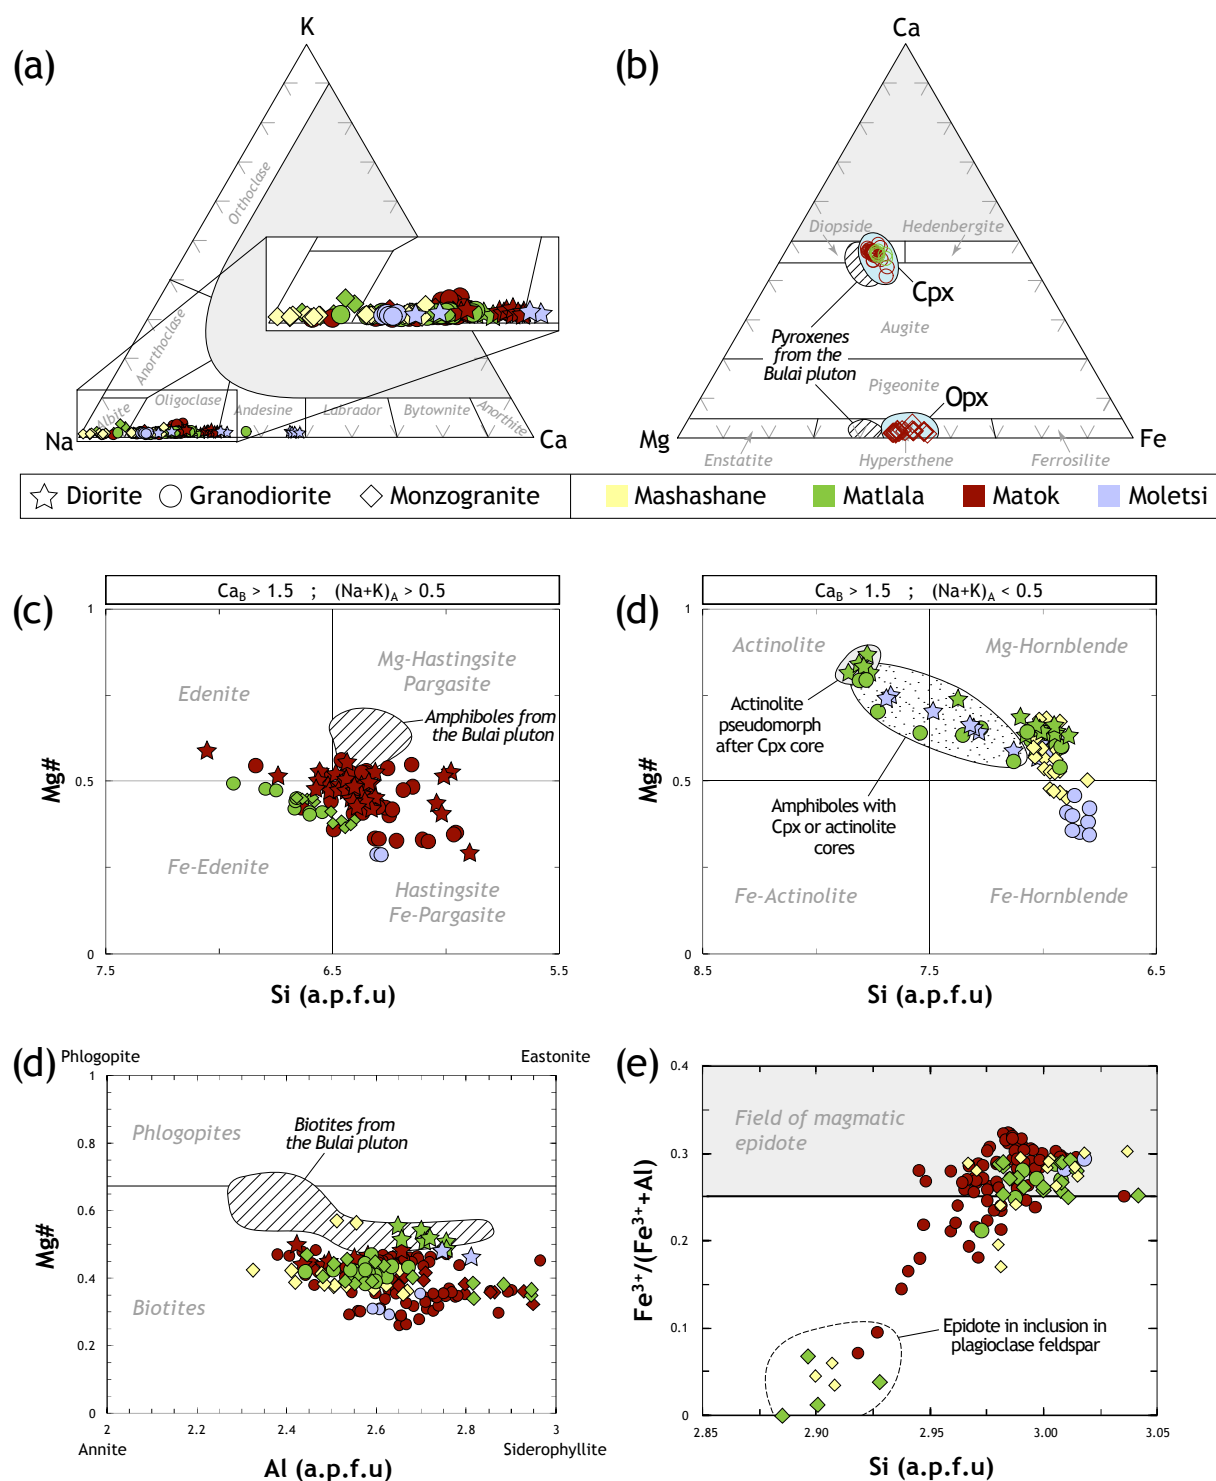 (a)
K
Orthoclase
Anorthoclase
Albite
Oligoclase
Andesine
Labrador
Bytownite
Anorthite
Na
Ca
(b)
Ca
Diopside
Hedenbergite
Cpx
Augite
Pyroxenes
from the
Bulai pluton
Pigeonite
Opx
Mg
Fe
Enstatite
Hypersthene
Ferrosilite
Diorite
Granodiorite
Monzogranite
Mashashane
Matlala
Matok
Moletsi
(c)
Ca_B > 1.5 ; (Na+K)_A > 0.5
1
Mg-Hastingsite
Pargasite
Edenite
Amphiboles from
the Bulai pluton
0.5
Mg#
Fe-Edenite
Hastingsite
Fe-Pargasite
0
7.5
6.5
5.5
Si (a.p.f.u)
(d)
Ca_B > 1.5 ; (Na+K)_A < 0.5
1
Actinolite
Mg-Hornblende
Actinolite
pseudomorph
after Cpx core
0.5
Mg#
Amphiboles with
Cpx or actinolite
cores
Fe-Actinolite
Fe-Hornblende
0
8.5
7.5
6.5
Si (a.p.f.u)
(d)
Phlogopite
Eastonite
1
Biotites from
the Bulai pluton
Phlogopites
0.8
0.6
Mg#
0.4
Biotites
0.2
0
2
2.2
2.4
2.6
2.8
3
Annite
Siderophyllite
Al (a.p.f.u)
(e)
0.4
Field of magmatic
epidote
0.3
0.2
Fe³⁺/(Fe³⁺+Al)
0.1
Epidote in inclusion in
plagioclase feldspar
0
2.85
2.90
2.95
3.00
3.05
Si (a.p.f.u)